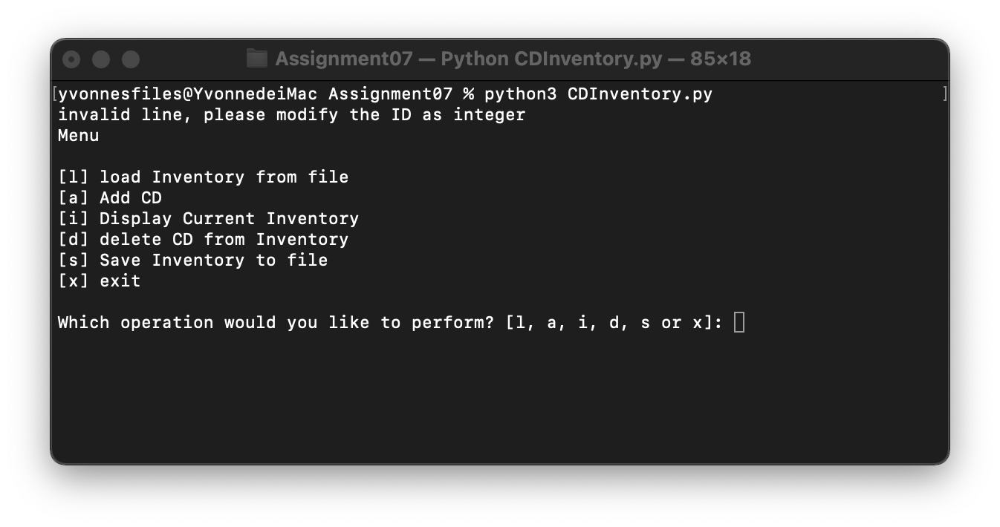 Assignment07 — Python CDInventory.py — 85×18
[yvonnesfiles@YvonnedeiMac Assignment07 % python3 CDInventory.py ]
invalid line, please modify the ID as integer
Menu
[l] load Inventory from file
[a] Add CD
[i] Display Current Inventory
[d] delete CD from Inventory
[s] Save Inventory to file
[x] exit
Which operation would you like to perform? [l, a, i, d, s or x]: